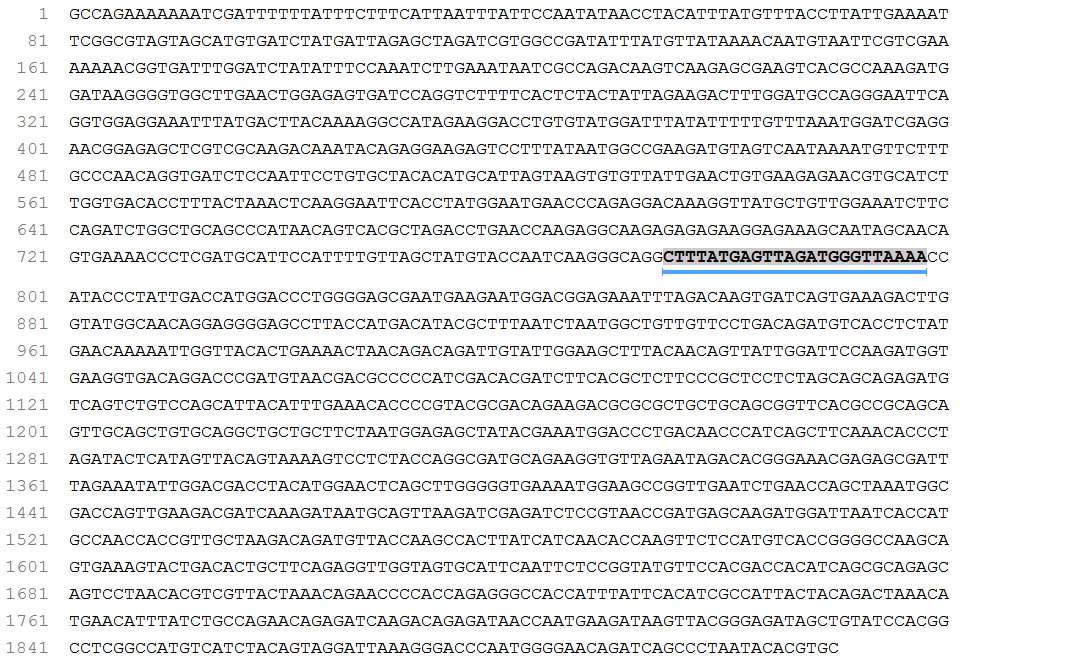 1 GCCAGAAAAAAATCGATTTTTTATTTCTTTCATTAATTTATTCCAATATAACCTACATTTATGTTTACCTTATTGAAAAT
81 TCGGCGTAGTAGCATGTGATCTATGATTAGAGCTAGATCGTGGCCGATATTTATGTTATAAAACAATGTAATTCGTCGAA
161 AAAAACGGTGATTTGGATCTATATTTCCAAATCTTGAAATAATCGCCAGACAAGTCAAGAGCGAAGTCACGCCAAAGATG
241 GATAAGGGGTGGCTTGAACTGGAGAGTGATCCAGGTCTTTTCACTCTACTATTAGAAGACTTTGGATGCCAGGGAATTCA
321 GGTGGAGGAAATTTATGACTTACAAAAGGCCATAGAAGGACCTGTGTATGGATTTATATTTTTGTTTAAATGGATCGAGG
401 AACGGAGAGCTCGTCGCAAGACAAATACAGAGGAAGAGTCCTTTATAATGGCCGAAGATGTAGTCAATAAAATGTTCTTT
481 GCCCAACAGGTGATCTCCAATTCCTGTGCTACACATGCATTAGTAAGTGTGTTATTGAACTGTGAAGAGAACGTGCATCT
561 TGGTGACACCTTTACTAAACTCAAGGAATTCACCTATGGAATGAACCCAGAGGACAAAGGTTATGCTGTTGGAAATCTTC
641 CAGATCTGGCTGCAGCCCATAACAGTCACGCTAGACCTGAACCAAGAGGCAAGAGAGAGAAGGAGAAAGCAATAGCAACA
721 GTGAAAACCCTCGATGCATTCCATTTTGTTAGCTATGTACCAATCAAGGGCAGGCTTTATGAGTTAGATGGGTTAAAACC
801 ATACCCTATTGACCATGGACCCTGGGGAGCGAATGAAGAATGGACGGAGAAATTTAGACAAGTGATCAGTGAAAGACTTG
881 GTATGGCAACAGGAGGGGAGCCTTACCATGACATACGCTTTAATCTAATGGCTGTTGTTCCTGACAGATGTCACCTCTAT
961 GAACAAAAATTGGTTACACTGAAAACTAACAGACAGATTGTATTGGAAGCTTTACAACAGTTATTGGATTCCAAGATGGT
1041 GAAGGTGACAGGACCCGATGTAACGACGCCCCCATCGACACGATCTTCACGCTCTTCCCGCTCCTCTAGCAGCAGAGATG
1121 TCAGTCTGTCCAGCATTACATTTGAAACACCCCGTACGCGACAGAAGACGCGCGCTGCTGCAGCGGTTCACGCCGCAGCA
1201 GTTGCAGCTGTGCAGGCTGCTGCTTCTAATGGAGAGCTATACGAAATGGACCCTGACAACCCATCAGCTTCAAACACCCT
1281 AGATACTCATAGTTACAGTAAAAGTCCTCTACCAGGCGATGCAGAAGGTGTTAGAATAGACACGGGAAACGAGAGCGATT
1361 TAGAAATATTGGACGACCTACATGGAACTCAGCTTGGGGGTGAAAATGGAAGCCGGTTGAATCTGAACCAGCTAAATGGC
1441 GACCAGTTGAAGACGATCAAAGATAATGCAGTTAAGATCGAGATCTCCGTAACCGATGAGCAAGATGGATTAATCACCAT
1521 GCCAACCACCGTTGCTAAGACAGATGTTACCAAGCCACTTATCATCAACACCAAGTTCTCCATGTCACCGGGGCCAAGCA
1601 GTGAAAGTACTGACACTGCTTCAGAGGTTGGTAGTGCATTCAATTCTCCGGTATGTTCCACGACCACATCAGCGCAGAGC
1681 AGTCCTAACACGTCGTTACTAAACAGAACCCCACCAGAGGGCCACCATTTATTCACATCGCCATTACTACAGACTAAACA
1761 TGAACATTTATCTGCCAGAACAGAGATCAAGACAGAGATAACCAATGAAGATAAGTTACGGGAGATAGCTGTATCCACGG
1841 CCTCGGCCATGTCATCTACAGTAGGATTAAAGGGACCCAATGGGGAACAGATCAGCCCTAATACACGTGC